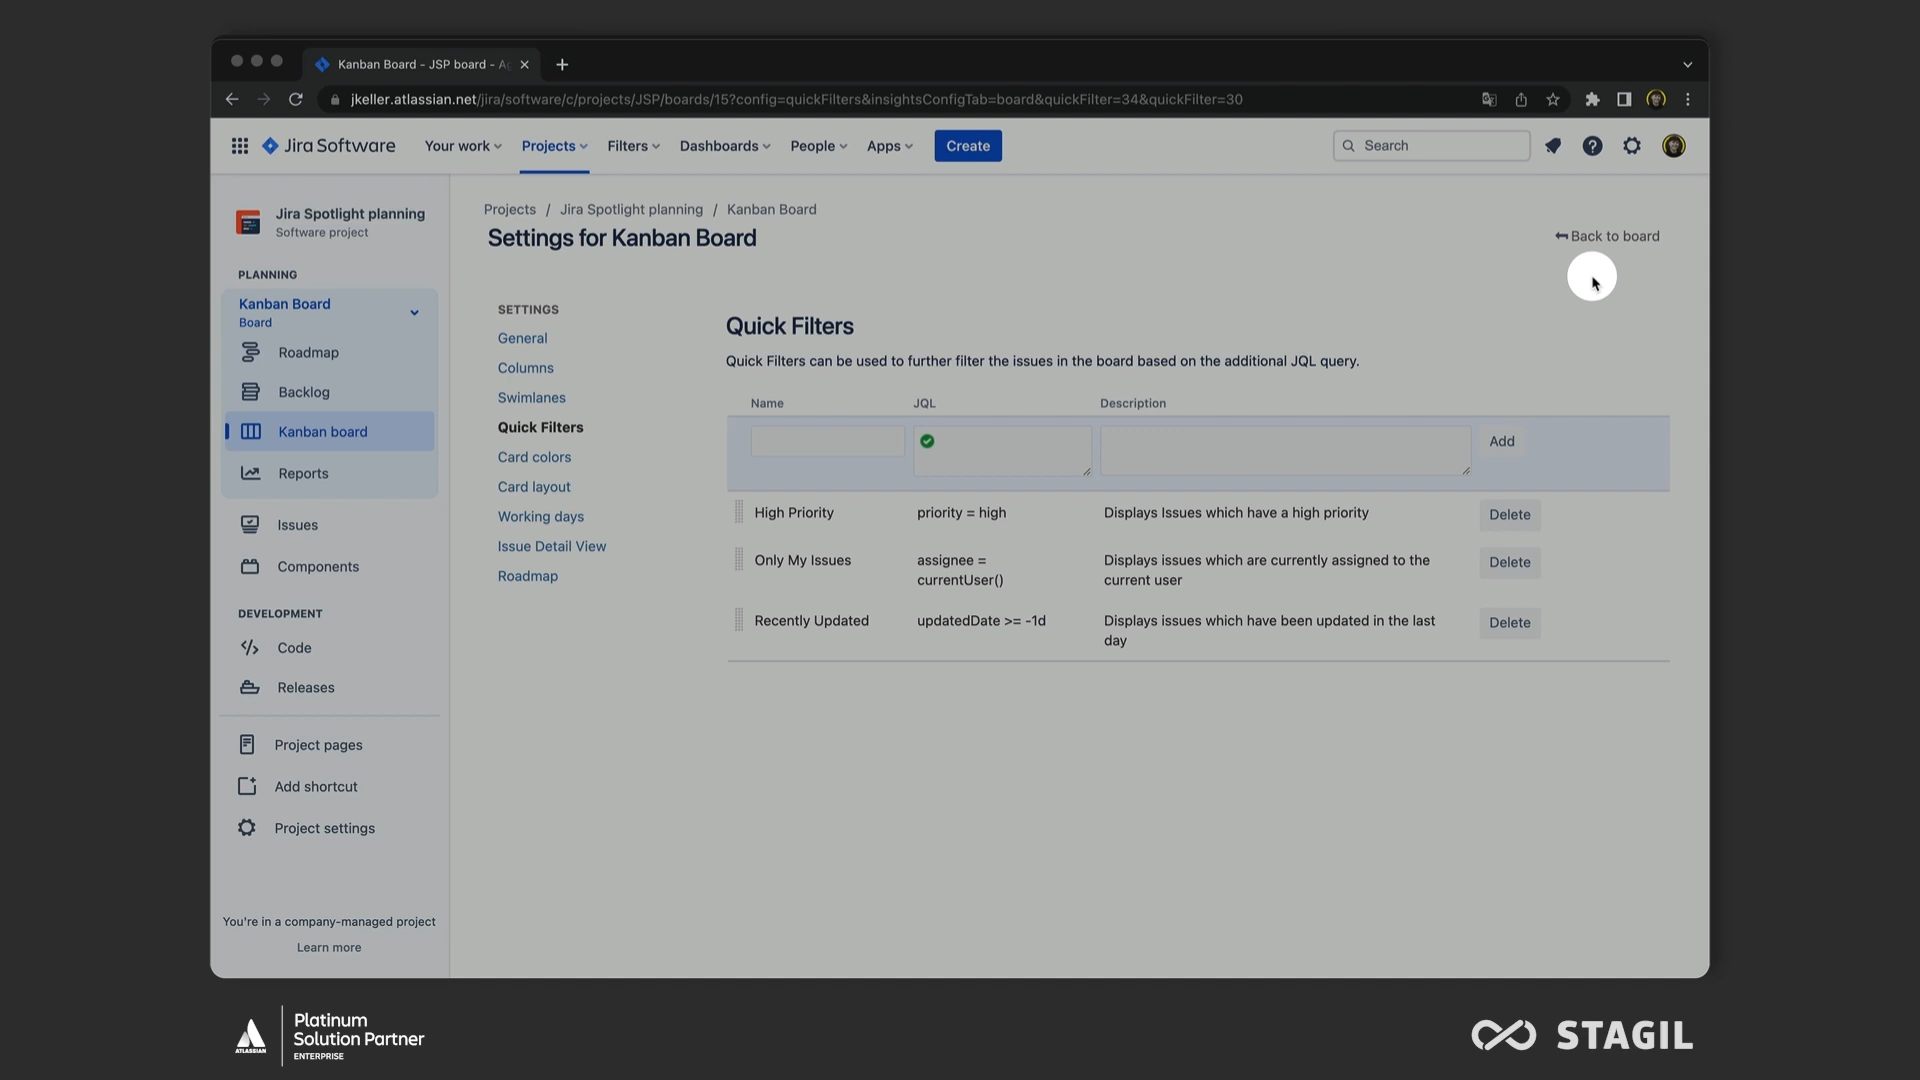 Kanban Board - JSP board - A
jkeller.atlassian.net/jira/software/c/projects/JSP/boards/15?config=quickFilters&insightsConfigTab=board&quickFilter=34&quickFilter=30
Jira Software
Your work
Projects
Filters
Dashboards
People
Apps
Create
Search
Jira Spotlight planning
Software project
PLANNING
Kanban Board
Board
Roadmap
Backlog
Kanban board
Reports
Issues
Components
DEVELOPMENT
Code
Releases
Project pages
Add shortcut
Project settings
You're in a company-managed project
Learn more
Projects / Jira Spotlight planning / Kanban Board
Settings for Kanban Board
Back to board
SETTINGS
General
Columns
Swimlanes
Quick Filters
Card colors
Card layout
Working days
Issue Detail View
Roadmap
Quick Filters
Quick Filters can be used to further filter the issues in the board based on the additional JQL query.
Name JQL Description
Add
High Priority priority = high Displays Issues which have a high priority Delete
Only My Issues assignee = Displays issues which are currently assigned to the Delete
currentUser() current user
Recently Updated updatedDate >= -1d Displays issues which have been updated in the last Delete
day
ATLASSIAN
Platinum
Solution Partner
ENTERPRISE
STAGIL